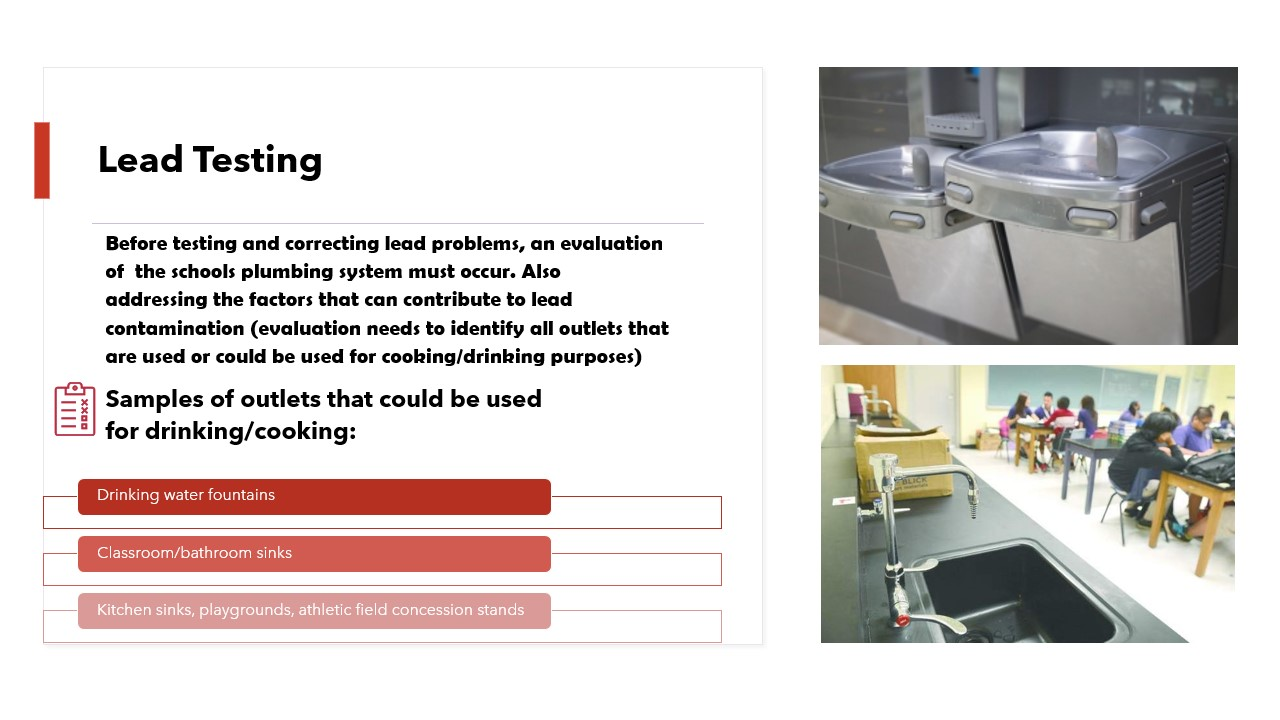 Lead Testing
Before testing and correcting lead problems, an evaluation
of  the schools plumbing system must occur. Also
addressing the factors that can contribute to lead
contamination (evaluation needs to identify all outlets that
are used or could be used for cooking/drinking purposes)
Samples of outlets that could be used
for drinking/cooking:
Drinking water fountains
Classroom/bathroom sinks
Kitchen sinks, playgrounds, athletic field concession stands
BLICK